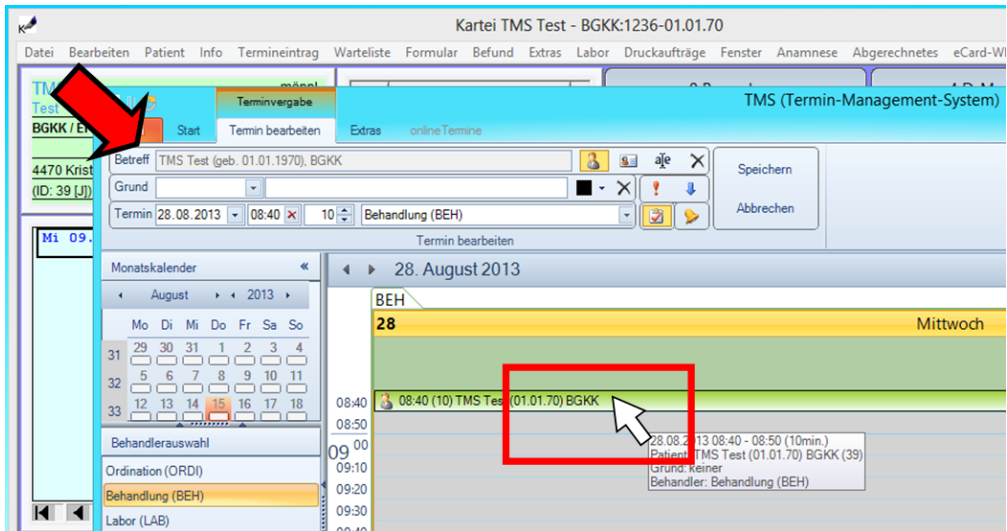 Kartei TMS Test - BGKK:1236-01.01.70
Datei Bearbeiten Patient Info Termineintrag Warteliste Formular Befund Extras Labor Druckaufträge Fenster Anamnese Abgerechnetes
TMS (Termin-Management-System)
Test
BGKK /
4470
(ID: 39 [J])
Mi 09.
Terminvergabe
Start Termin bearbeiten Extras onlineTermine
Betreff TMS Test (geb. 01.01.1970), BGKK
Grund
Termin 28.08.2013 08:40 10 Behandlung (BEH)
Speichern
Abbrechen
Termin bearbeiten
Monatskalender
August 2013
Mo Di Mi Do Fr Sa So
31 29 30 31 1 2 3 4
32 5 6 7 8 9 10 11
33 12 13 14 15 16 17 18
Behandlerauswahl
Ordination (ORDI)
Behandlung (BEH)
Labor (LAB)
28. August 2013
BEH
28 Mittwoch
08:40 08:40 (10) TMS Test (01.01.70) BGKK
08:50
09 00
09:10
09:20
09:30
28.08.2013 08:40 - 08:50 (10min.)
Patient: TMS Test (01.01.70) BGKK (39)
Grund: keiner
Behandler: Behandlung (BEH)